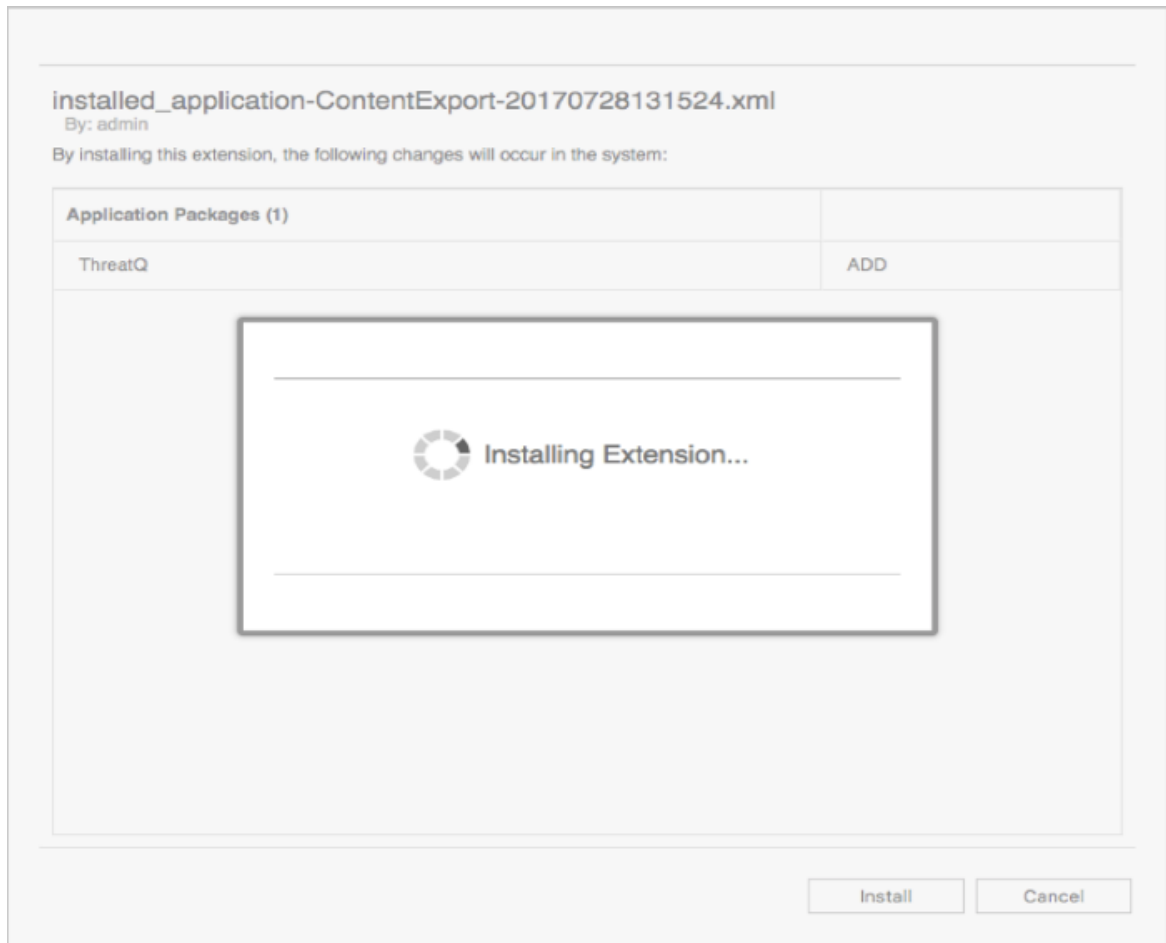 installed_application-ContentExport-20170728131524.xml
By: admin
By installing this extension, the following changes will occur in the system:
Application Packages (1)
ThreatQ ADD
Installing Extension...
Install Cancel